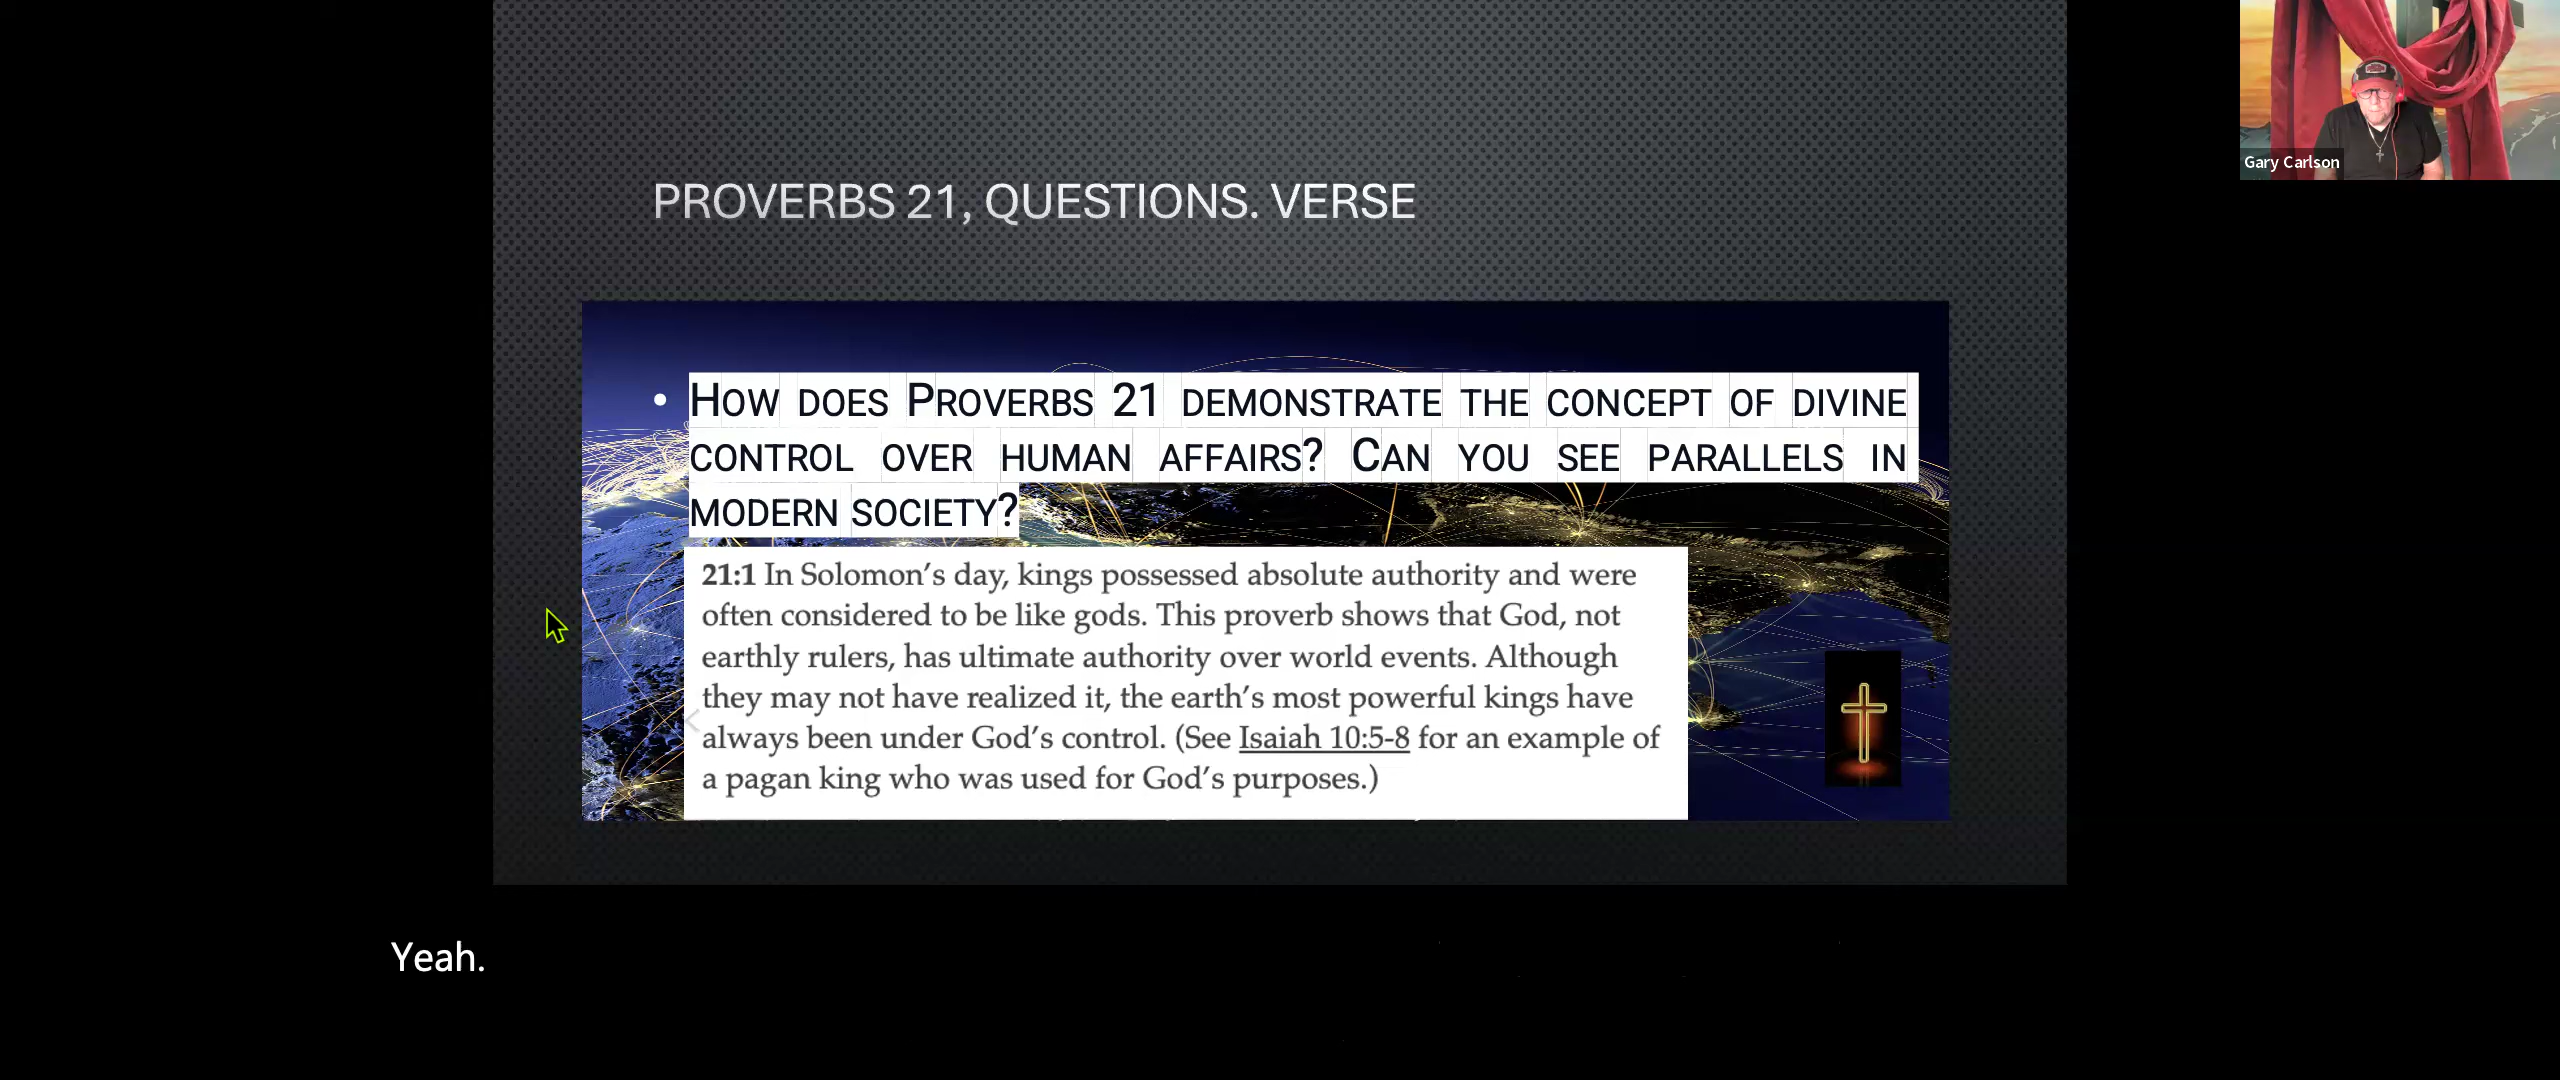 PROVERBS 21, QUESTIONS. VERSE
Gary Carlson
• HOW DOES PROVERBS 21 DEMONSTRATE THE CONCEPT OF DIVINE
CONTROL OVER HUMAN AFFAIRS? CAN YOU SEE PARALLELS IN
MODERN SOCIETY?
21:1 In Solomon’s day, kings possessed absolute authority and were
often considered to be like gods. This proverb shows that God, not
earthly rulers, has ultimate authority over world events. Although
they may not have realized it, the earth’s most powerful kings have
always been under God’s control. (See Isaiah 10:5-8 for an example of
a pagan king who was used for God’s purposes.)
Yeah.